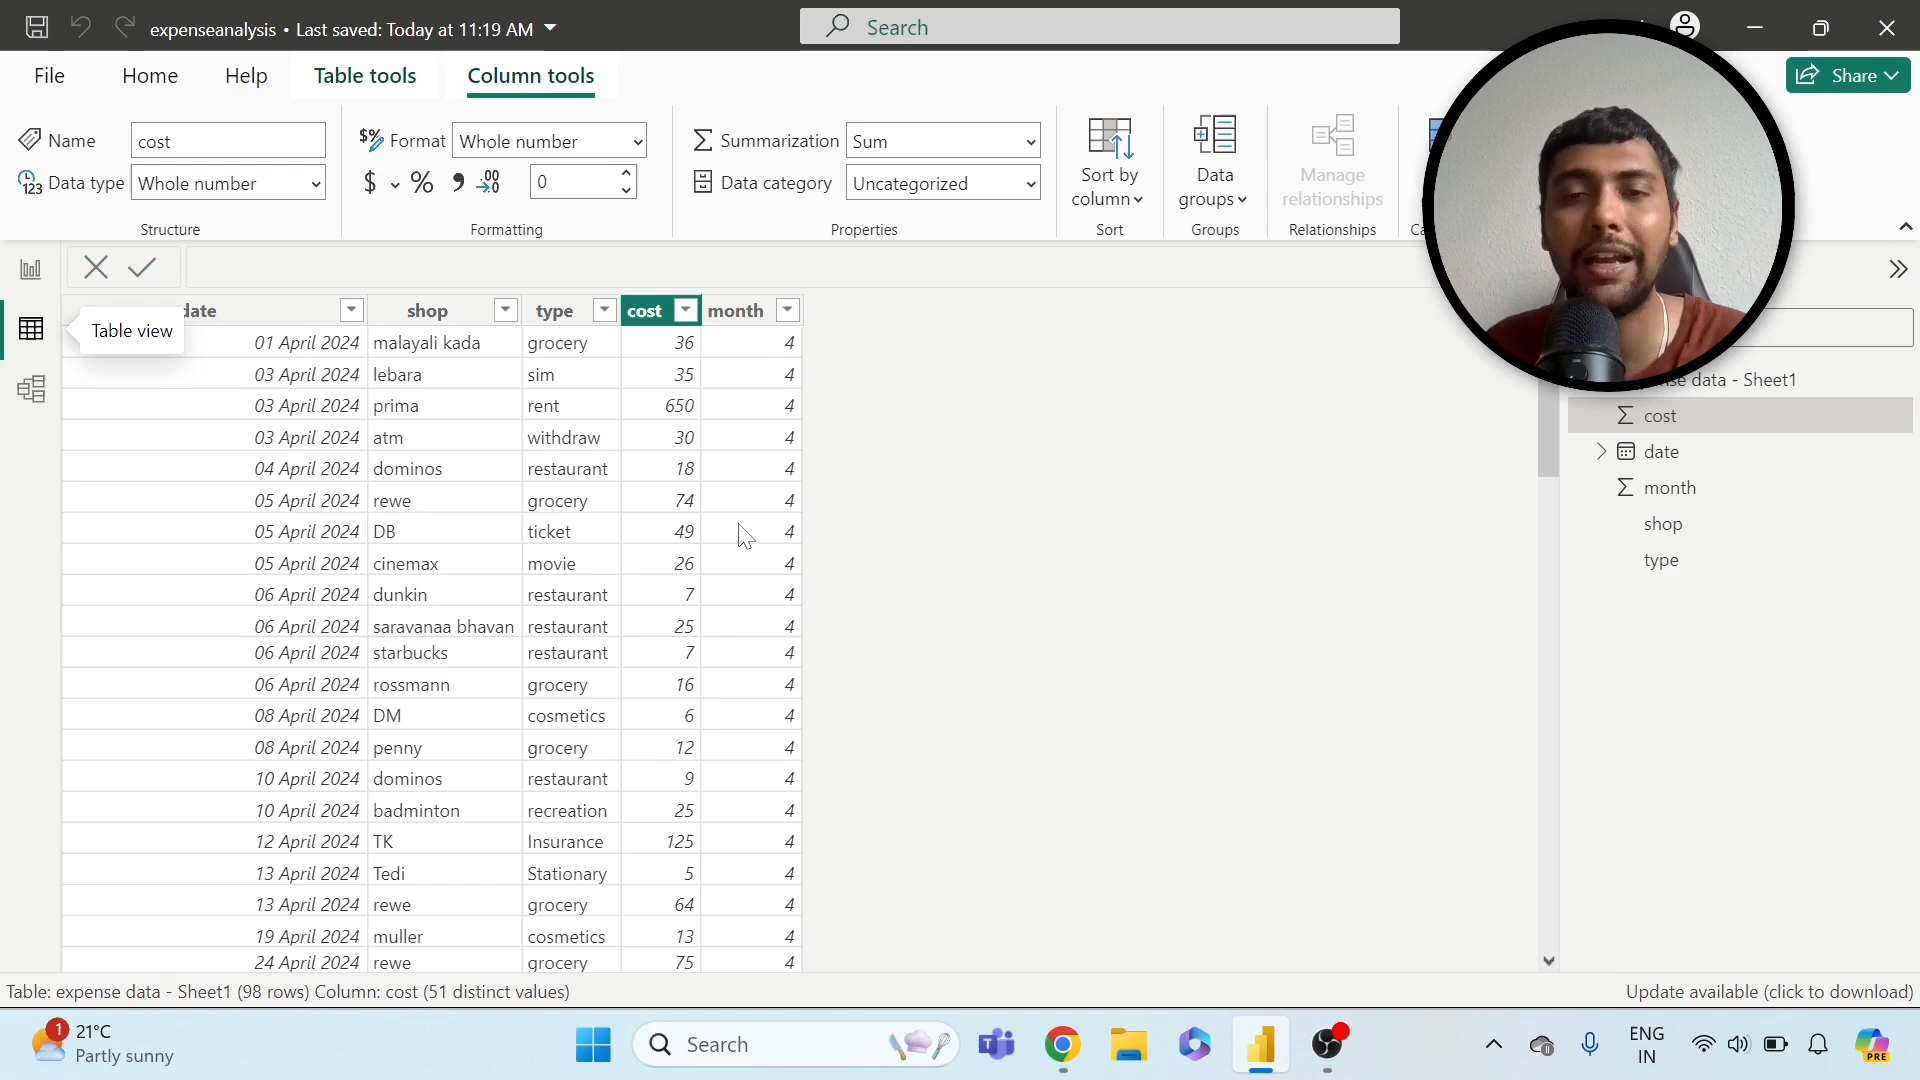 expenseanalysis • Last saved: Today at 11:19 AM
Search
File Home Help Table tools Column tools
Share
Name cost
Format Whole number
Summarization Sum
Data type Whole number
$ % 0
Data category Uncategorized
Sort by column
Data groups
Manage relationships
Structure Formatting Properties Sort Groups Relationships
Table view
date shop type cost month
01 April 2024 malayali kada grocery 36 4
03 April 2024 lebara sim 35 4
03 April 2024 prima rent 650 4
03 April 2024 atm withdraw 30 4
04 April 2024 dominos restaurant 18 4
05 April 2024 rewe grocery 74 4
05 April 2024 DB ticket 49 4
05 April 2024 cinemax movie 26 4
06 April 2024 dunkin restaurant 7 4
06 April 2024 saravanaa bhavan restaurant 25 4
06 April 2024 starbucks restaurant 7 4
06 April 2024 rossmann grocery 16 4
08 April 2024 DM cosmetics 6 4
08 April 2024 penny grocery 12 4
10 April 2024 dominos restaurant 9 4
10 April 2024 badminton recreation 25 4
12 April 2024 TK Insurance 125 4
13 April 2024 Tedi Stationary 5 4
13 April 2024 rewe grocery 64 4
19 April 2024 muller cosmetics 13 4
24 April 2024 rewe grocery 75 4
data - Sheet1
cost
date
month
shop
type
Table: expense data - Sheet1 (98 rows) Column: cost (51 distinct values)
Update available (click to download)
1
21°C
Partly sunny
Search
ENG
IN
PRE